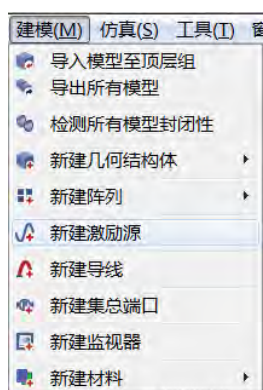 建模(M) 仿真(S) 工具(T)
导入模型至顶层组
导出所有模型
检测所有模型封闭性
新建几何结构体
新建阵列
新建激励源
新建导线
新建集总端口
新建监视器
新建材料